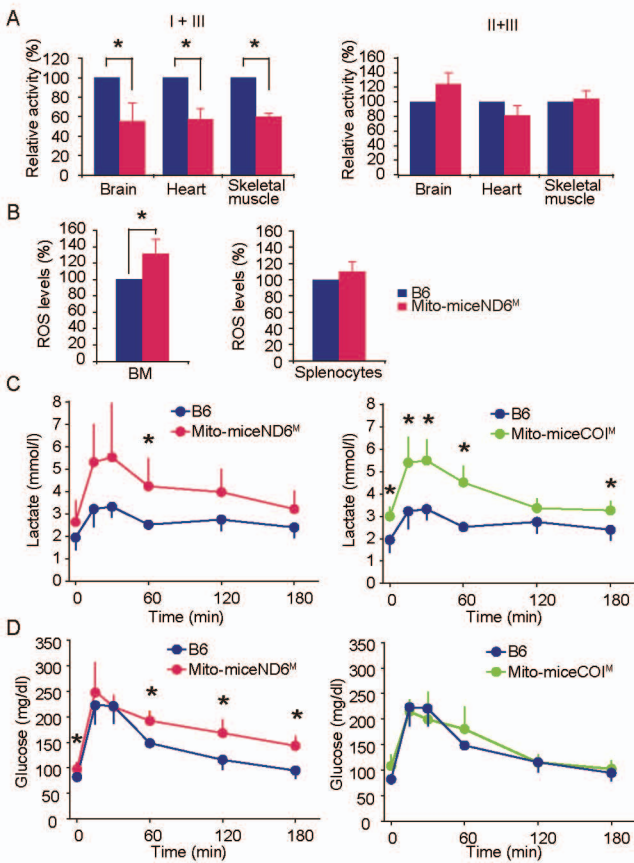 A
I + III
II+III
Relative activity (%)
120
100
80
60
40
20
0
*
*
*
Brain
Heart
Sketetal
muscle
Relative activity (%)
160
140
120
100
80
60
40
20
0
Brain
Heart
Skeletal
muscle
B
ROS levels (%)
160
140
120
100
80
60
40
20
0
*
BM
ROS levels (%)
160
140
120
100
80
60
40
20
0
Splenocytes
B6
Mito-miceND6ᴹ
C
Lactate (mmol/l)
8
7
6
5
4
3
2
1
0
B6
Mito-miceND6ᴹ
*
0
60
120
180
Time (min)
Lactate (mmol/l)
8
7
6
5
4
3
2
1
0
B6
Mito-miceCOIᴹ
*
*
*
*
*
0
60
120
180
Time (min)
D
Glucose (mg/dl)
350
300
250
200
150
100
50
0
B6
Mito-miceND6ᴹ
*
*
*
*
0
60
120
180
Time (min)
Glucose (mg/dl)
350
300
250
200
150
100
50
0
B6
Mito-miceCOIᴹ
0
60
120
180
Time (min)